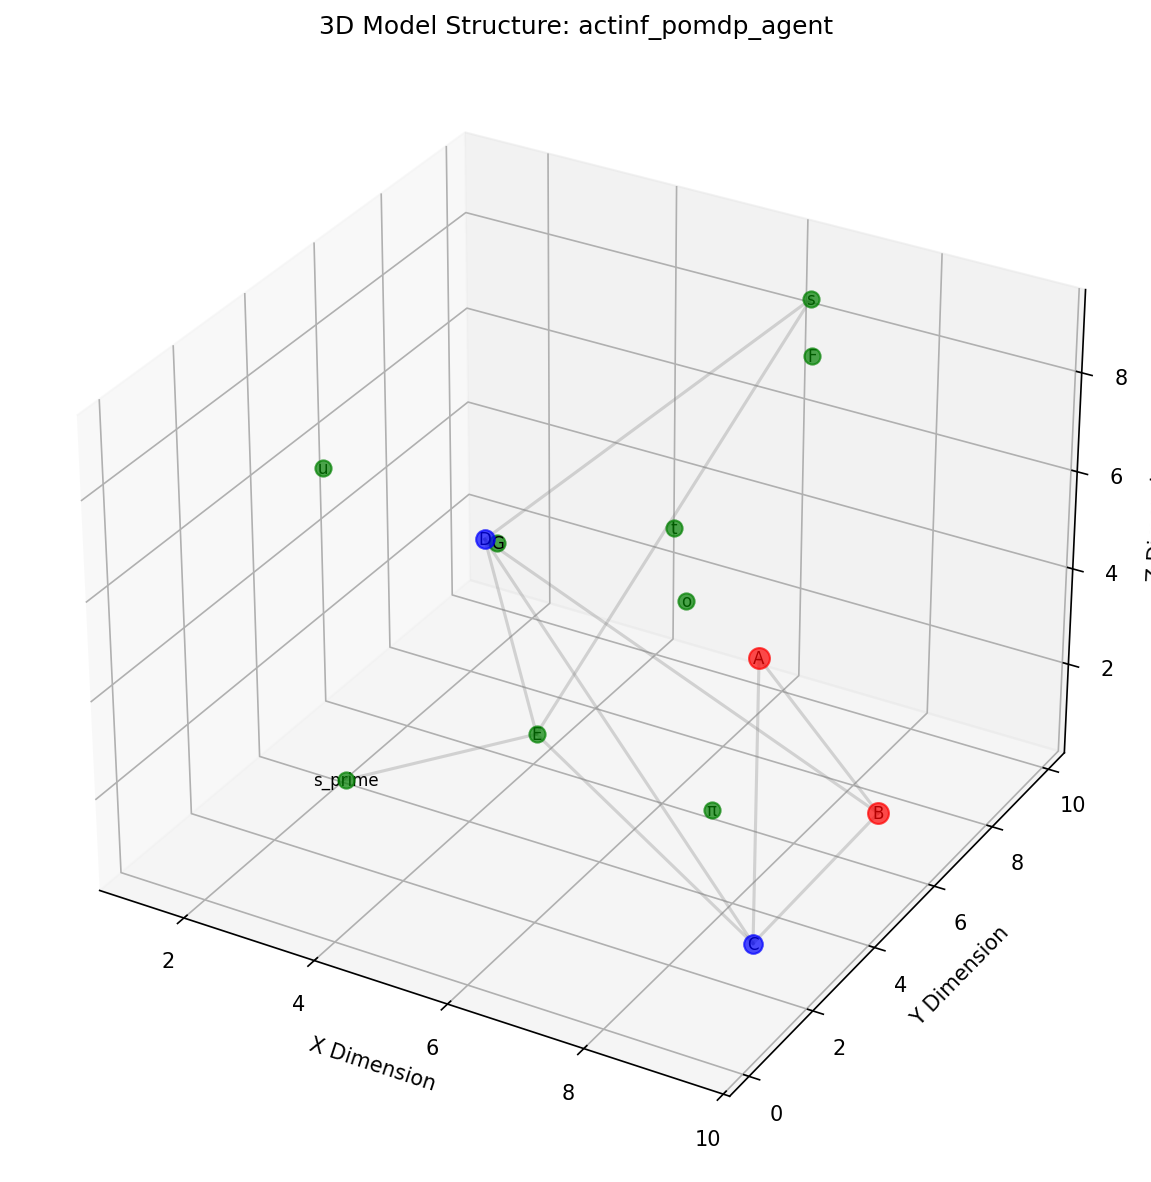 3D Model Structure: actinf_pomdp_agent
s
F
u
D
G
t
o
A
E
s_prime
π
B
C
8
6
4
2
10
8
6
4
2
0
2
4
6
8
10
X Dimension
Y Dimension